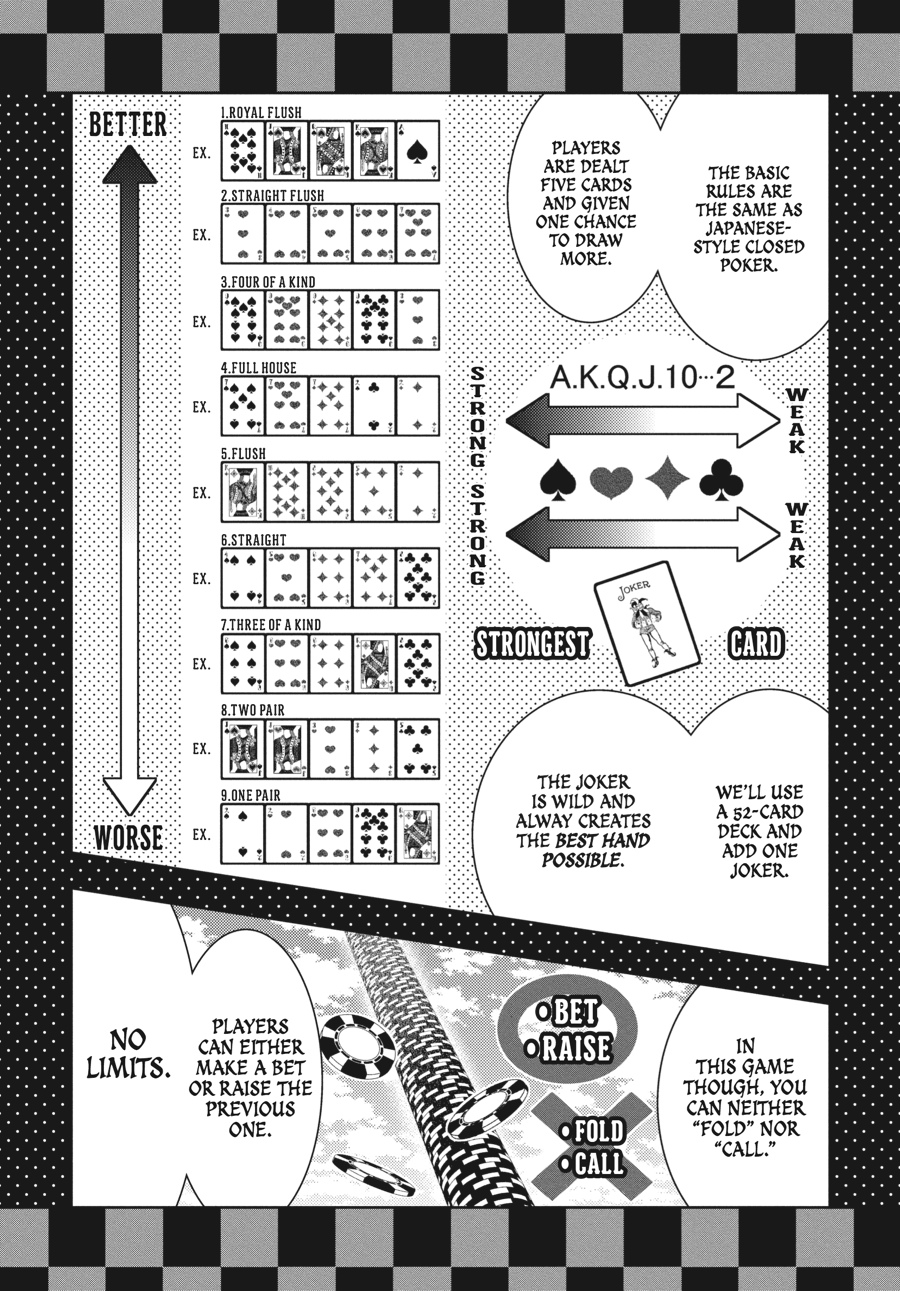 THE BASIC
RULES ARE
THE SAME AS
JAPANESE-
STYLE CLOSED
POKER.
PLAYERS
ARE DEALT
FIVE CARDS
AND GIVEN
ONE CHANCE
TO DRAW
MORE.
BETTER
WORSE
1.ROYAL FLUSH
EX.
2.STRAIGHT FLUSH
EX.
3.FOUR OF A KIND
EX.
4.FULL HOUSE
EX.
5.FLUSH
EX.
6.STRAIGHT
EX.
7.THREE OF A KIND
EX.
8.TWO PAIR
EX.
9.ONE PAIR
EX.
A.K.Q.J.10…2
STRONG
WEAK
STRONG
WEAK
JOKER
STRONGEST CARD
WE'LL USE
A 52-CARD
DECK AND
ADD ONE
JOKER.
THE JOKER
IS WILD AND
ALWAY CREATES
THE BEST HAND
POSSIBLE.
IN
THIS GAME
THOUGH, YOU
CAN NEITHER
"FOLD" NOR
"CALL."
•BET
•RAISE
•FOLD
•CALL
PLAYERS
CAN EITHER
MAKE A BET
OR RAISE THE
PREVIOUS
ONE.
NO
LIMITS.